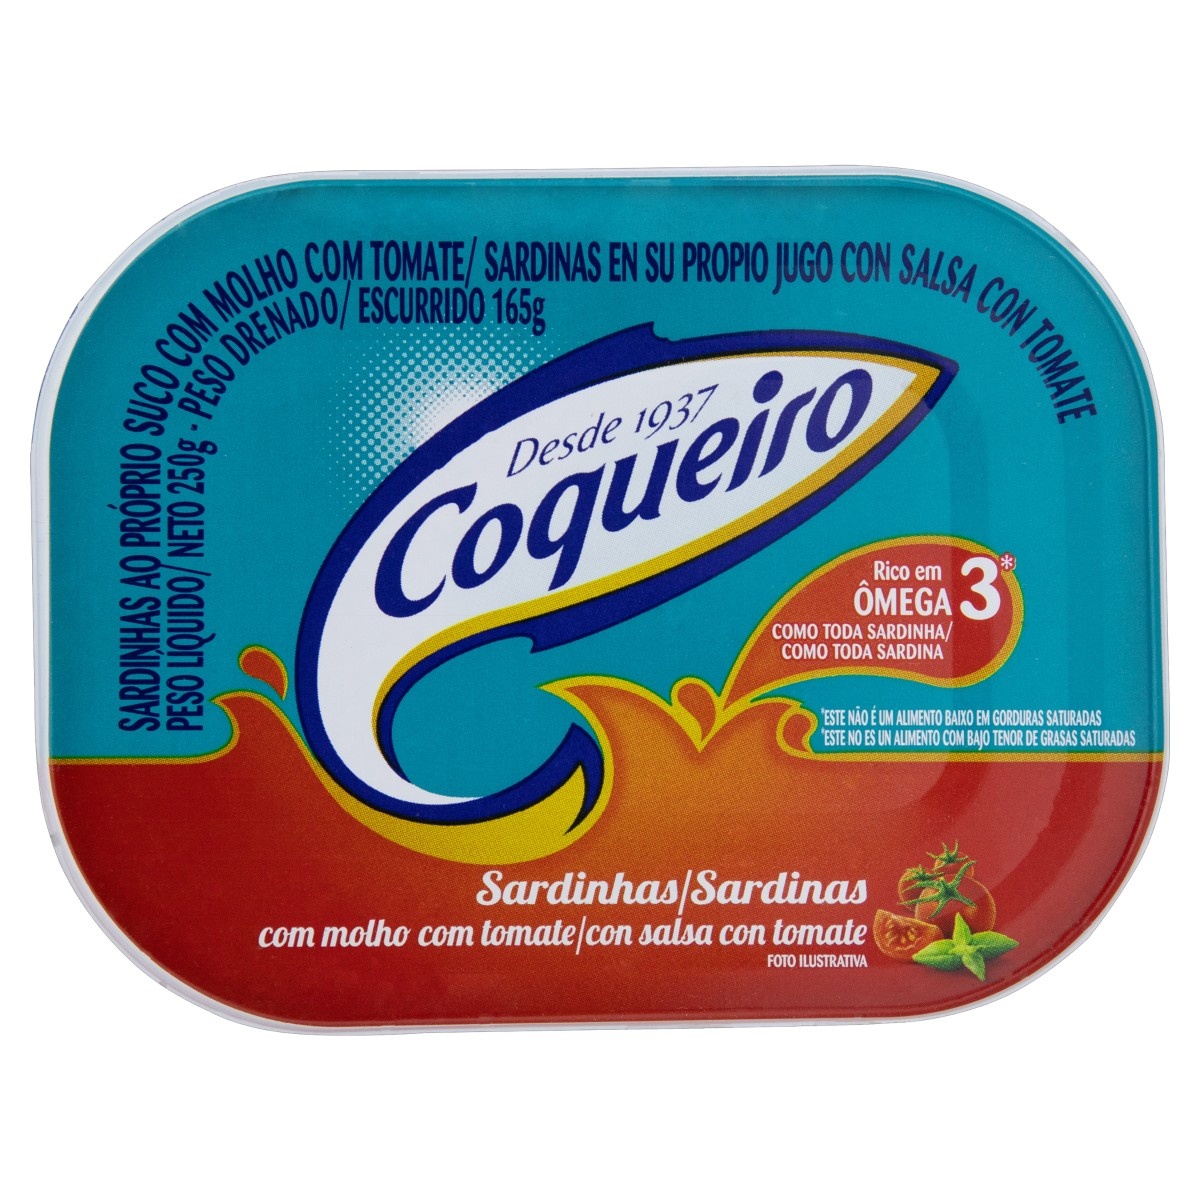 SARDINHAS AO PRÓPRIO SUCO COM MOLHO COM TOMATE/ SARDINAS EN SU PROPIO JUGO CON SALSA CON TOMATE
PESO LIQUIDO/ NETO 250g - PESO DRENADO/ ESCURRIDO 165g
Desde 1937
Coqueiro
Rico em
ÔMEGA 3*
COMO TODA SARDINHA/
COMO TODA SARDINA
*ESTE NÃO É UM ALIMENTO BAIXO EM GORDURAS SATURADAS
*ESTE NO ES UN ALIMENTO COM BAJO TENOR DE GRASAS SATURADAS
Sardinhas/Sardinas
com molho com tomate/con salsa con tomate
FOTO ILUSTRATIVA